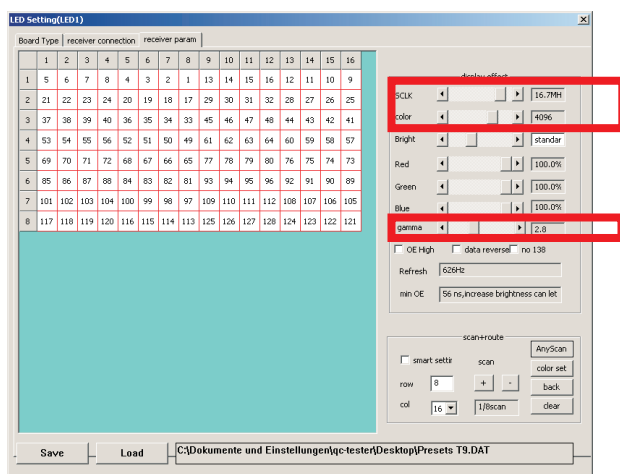 LED Setting(LED1)
Board Type receiver connection receiver param
1 2 3 4 5 6 7 8 9 10 11 12 13 14 15 16
1 5 6 7 8 4 3 2 1 13 14 15 16 12 11 10 9
2 21 22 23 24 20 19 18 17 29 30 31 32 28 27 26 25
3 37 38 39 40 36 35 34 33 45 46 47 48 44 43 42 41
4 53 54 55 56 52 51 50 49 61 62 63 64 60 59 58 57
5 69 70 71 72 68 67 66 65 77 78 79 80 76 75 74 73
6 85 86 87 88 84 83 82 81 93 94 95 96 92 91 90 89
7 101 102 103 104 100 99 98 97 109 110 111 112 108 107 106 105
8 117 118 119 120 116 115 114 113 125 126 127 128 124 123 122 121
display effect
SCLK 16.7MH
color 4096
Bright standar
Red 100.0%
Green 100.0%
Blue 100.0%
gamma 2.8
OE High data reversel no 138
Refresh 626Hz
min OE 56 ns,increase brightness can let
scan+route
AnyScan
smart settir scan color set
row 8 + - back
col 16 1/8scan clear
Save Load C:\Dokumente und Einstellungen\qc-tester\Desktop\Presets T9.DAT